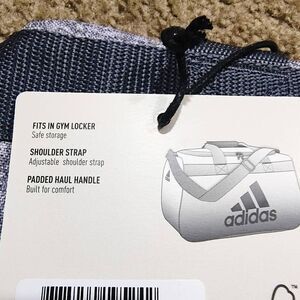 FITS IN GYM LOCKER
Safe storage
SHOULDER STRAP
Adjustable shoulder strap
PADDED HAUL HANDLE
Built for comfort
adidas